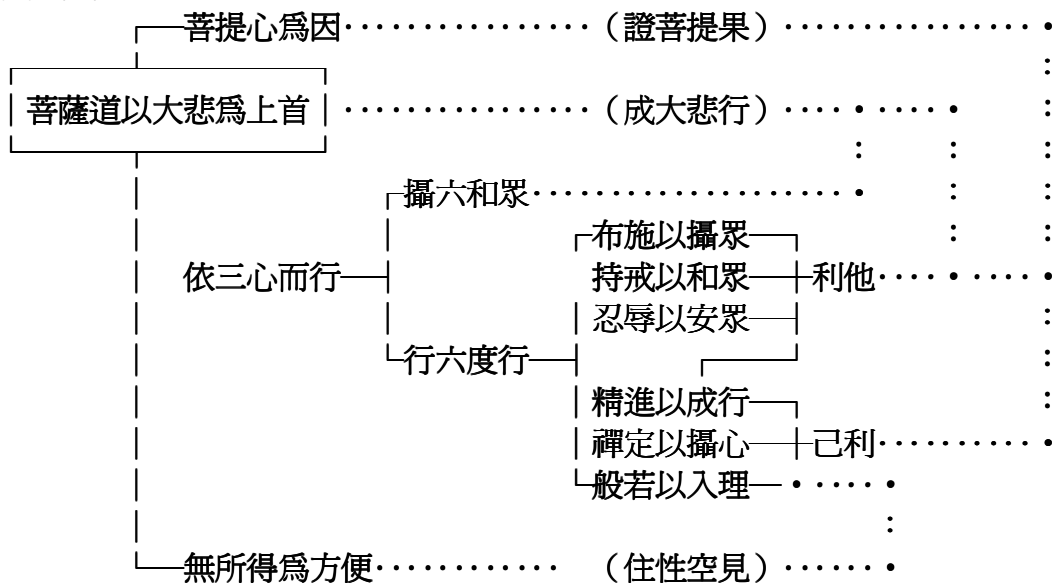 菩提心爲因 （證菩提果）
菩薩道以大悲爲上首 （成大悲行）
攝六和眾
布施以攝眾
依三心而行 持戒以和眾 利他
忍辱以安眾
行六度行
精進以成行
禪定以攝心 己利
般若以入理
無所得爲方便 （住性空見）